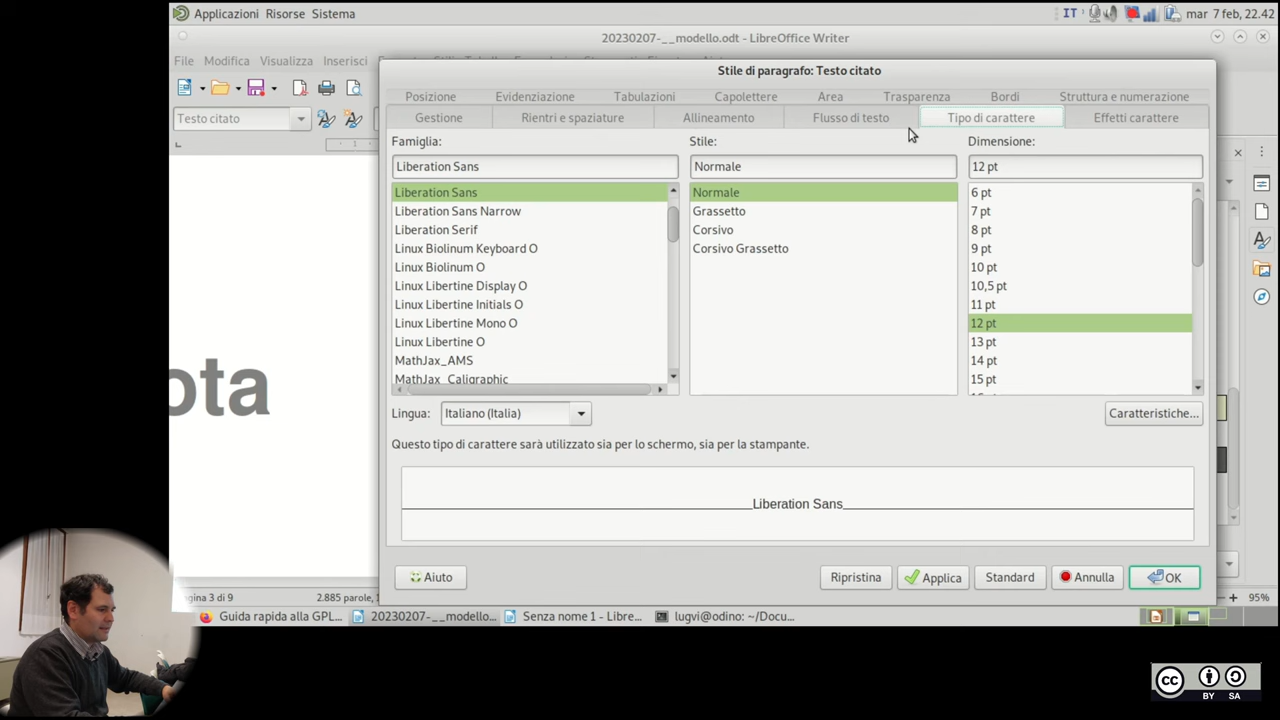 Applicazioni Risorse Sistema
IT
mar 7 feb, 22.42
20230207-__modello.odt - LibreOffice Writer
File Modifica Visualizza Inserisci
Stile di paragrafo: Testo citato
Posizione Evidenziazione Tabulazioni Capolettere Area Trasparenza Bordi Struttura e numerazione
Testo citato
Gestione Rientri e spaziature Allineamento Flusso di testo Tipo di carattere Effetti carattere
Famiglia: Stile: Dimensione:
Liberation Sans Normale 12 pt
Liberation Sans Normale 6 pt
Liberation Sans Narrow Grassetto 7 pt
Liberation Serif Corsivo 8 pt
Linux Biolinum Keyboard O Corsivo Grassetto 9 pt
Linux Biolinum O 10 pt
Linux Libertine Display O 10,5 pt
Linux Libertine Initials O 11 pt
Linux Libertine Mono O 12 pt
Linux Libertine O 13 pt
MathJax_AMS 14 pt
MathJax_Caligraphic 15 pt
ota
Lingua: Italiano (Italia) Caratteristiche...
Questo tipo di carattere sarà utilizzato sia per lo schermo, sia per la stampante.
Liberation Sans
Aiuto Ripristina Applica Standard Annulla OK
agina 3 di 9 2.885 parole, 95%
Guida rapida alla GPL... 20230207-__modello... Senza nome 1 - Libre... lugvi@odino: ~/Docu...
cc
BY SA